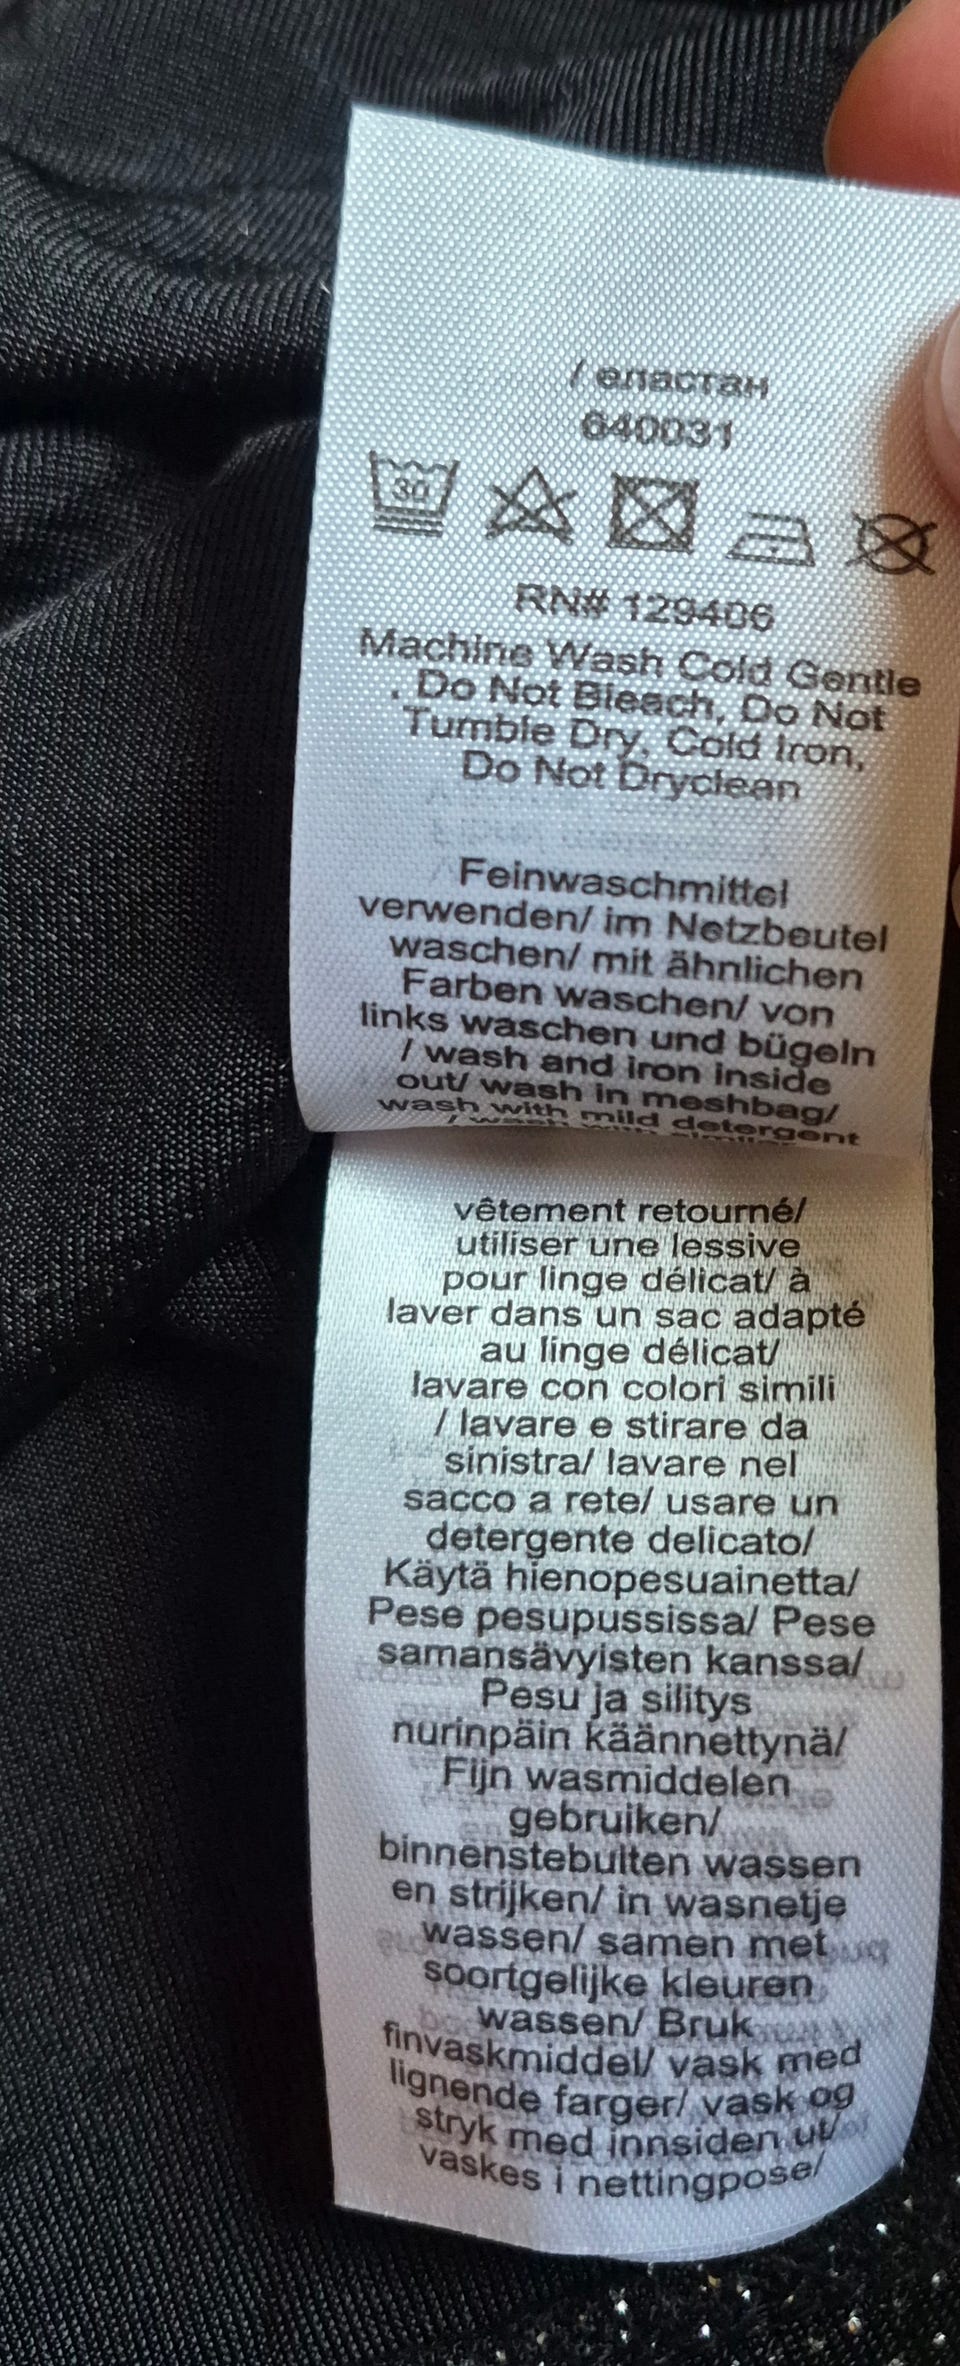 / еластан
640031
30
RN# 129406
Machine Wash Cold Gentle
. Do Not Bleach, Do Not
Tumble Dry, Cold Iron,
Do Not Dryclean
Feinwaschmittel
verwenden/ im Netzbeutel
waschen/ mit ähnlichen
Farben waschen/ von
links waschen und bügeln
/ wash and iron inside
out/ wash in meshbag/
wash with mild detergent
/ wash with similar
vêtement retourné/
utiliser une lessive
pour linge délicat/ à
laver dans un sac adapté
au linge délicat/
lavare con colori simili
/ lavare e stirare da
sinistra/ lavare nel
sacco a rete/ usare un
detergente delicato/
Käytä hienopesuainetta/
Pese pesupussissa/ Pese
samansävyisten kanssa/
Pesu ja silitys
nurinpäin käännettynä/
Fijn wasmiddelen
gebruiken/
binnenstebuiten wassen
en strijken/ in wasnetje
wassen/ samen met
soortgelijke kleuren
wassen/ Bruk
finvaskmiddel/ vask med
lignende farger/ vask og
stryk med innsiden ut/
vaskes i nettingpose/